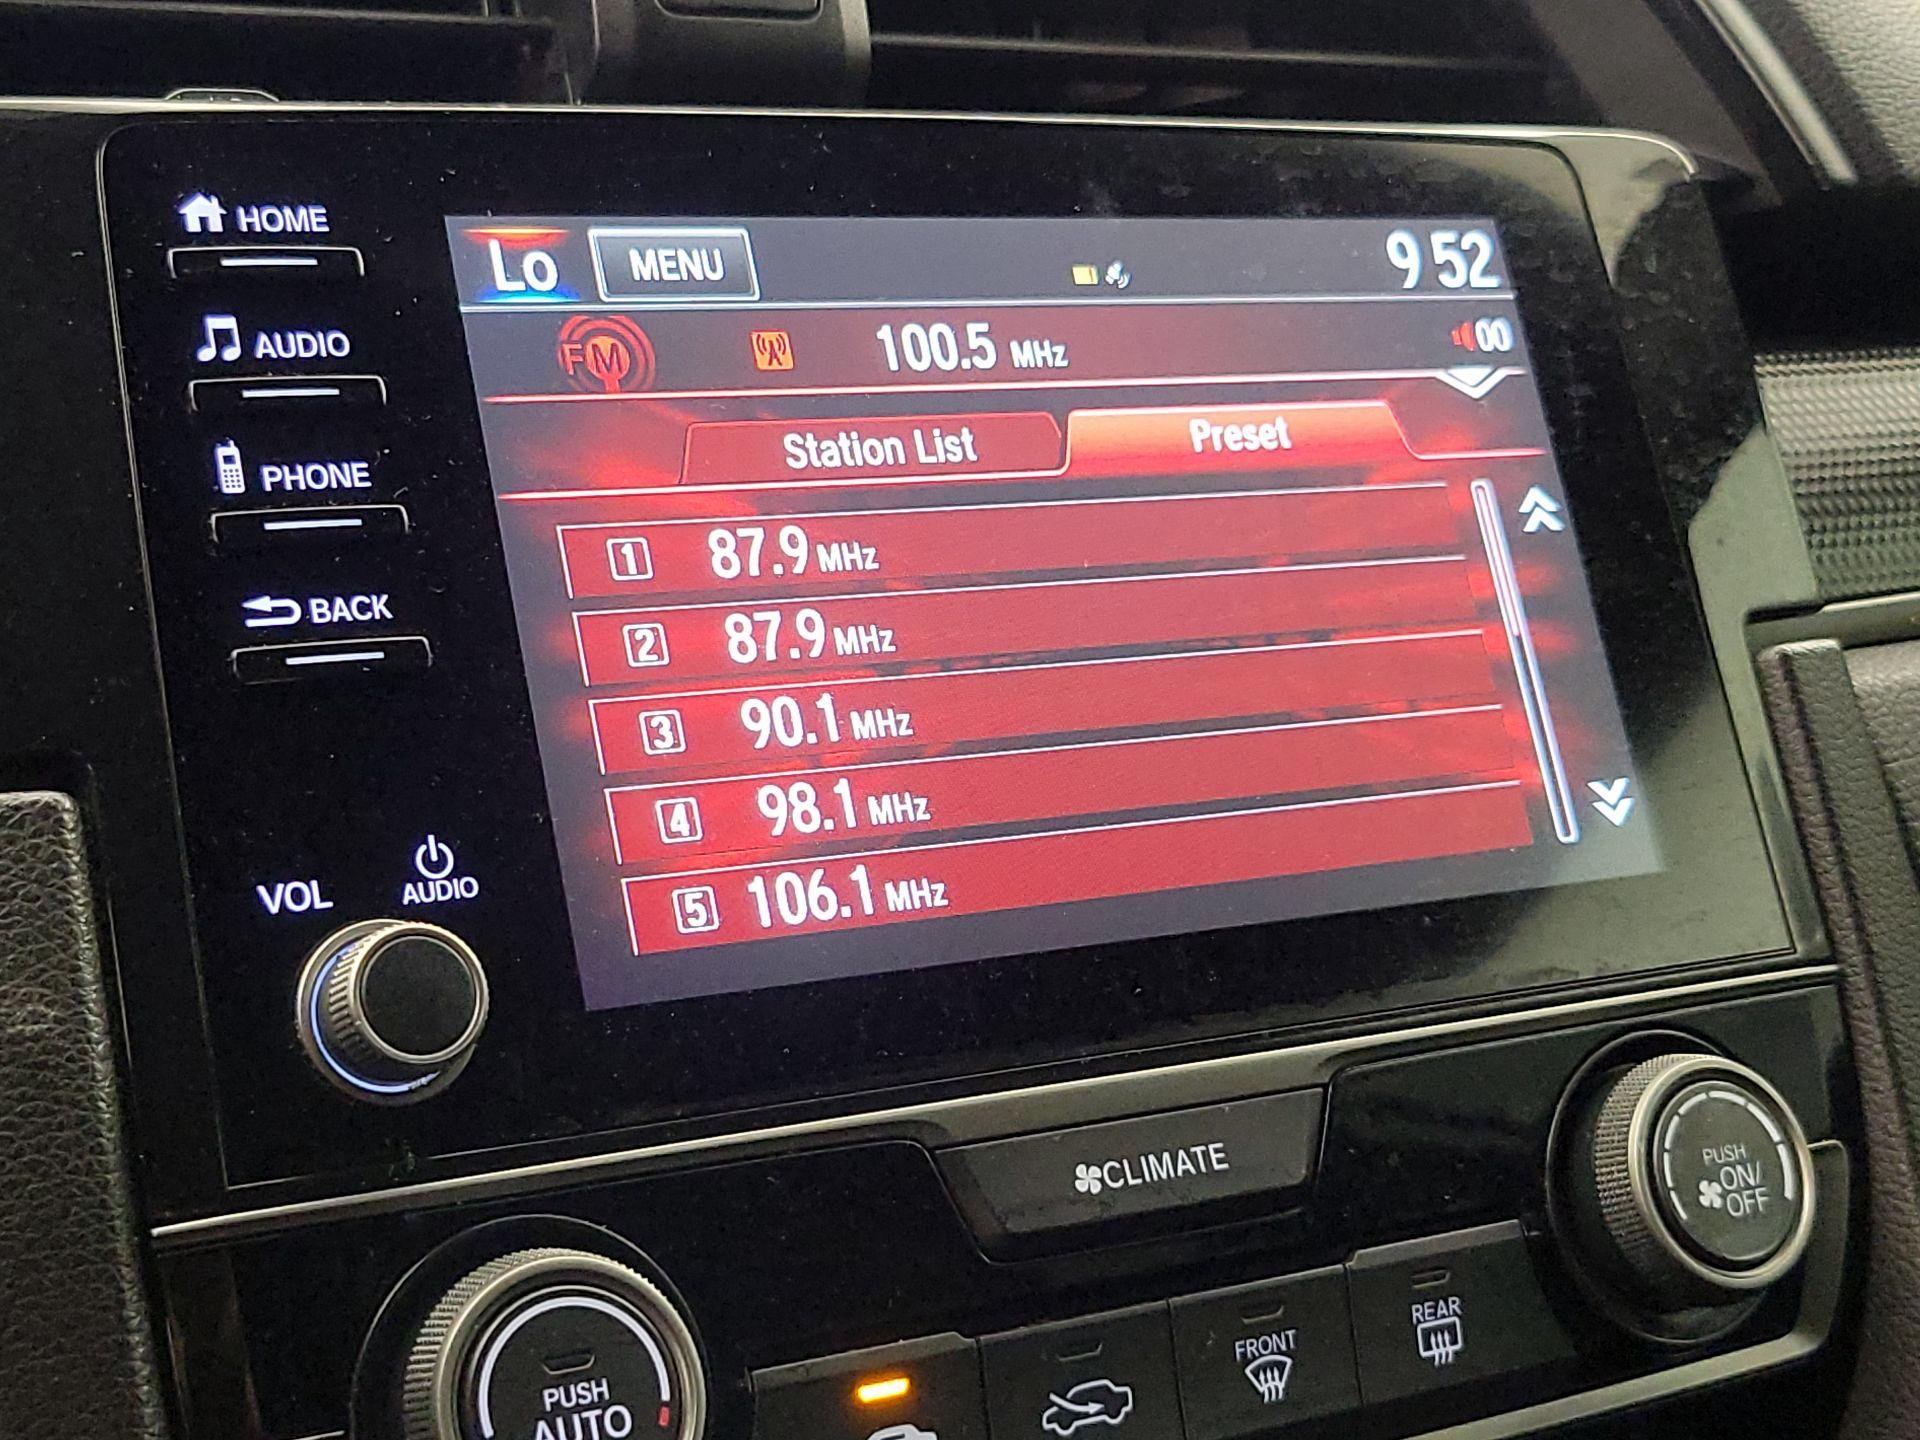 HOME
AUDIO
PHONE
BACK
VOL
AUDIO
Lo MENU 9 52
FM 100.5 MHz 00
Station List Preset
1 87.9 MHz
2 87.9 MHz
3 90.1 MHz
4 98.1 MHz
5 106.1 MHz
CLIMATE
PUSH
ON/
OFF
PUSH
AUTO
FRONT
REAR